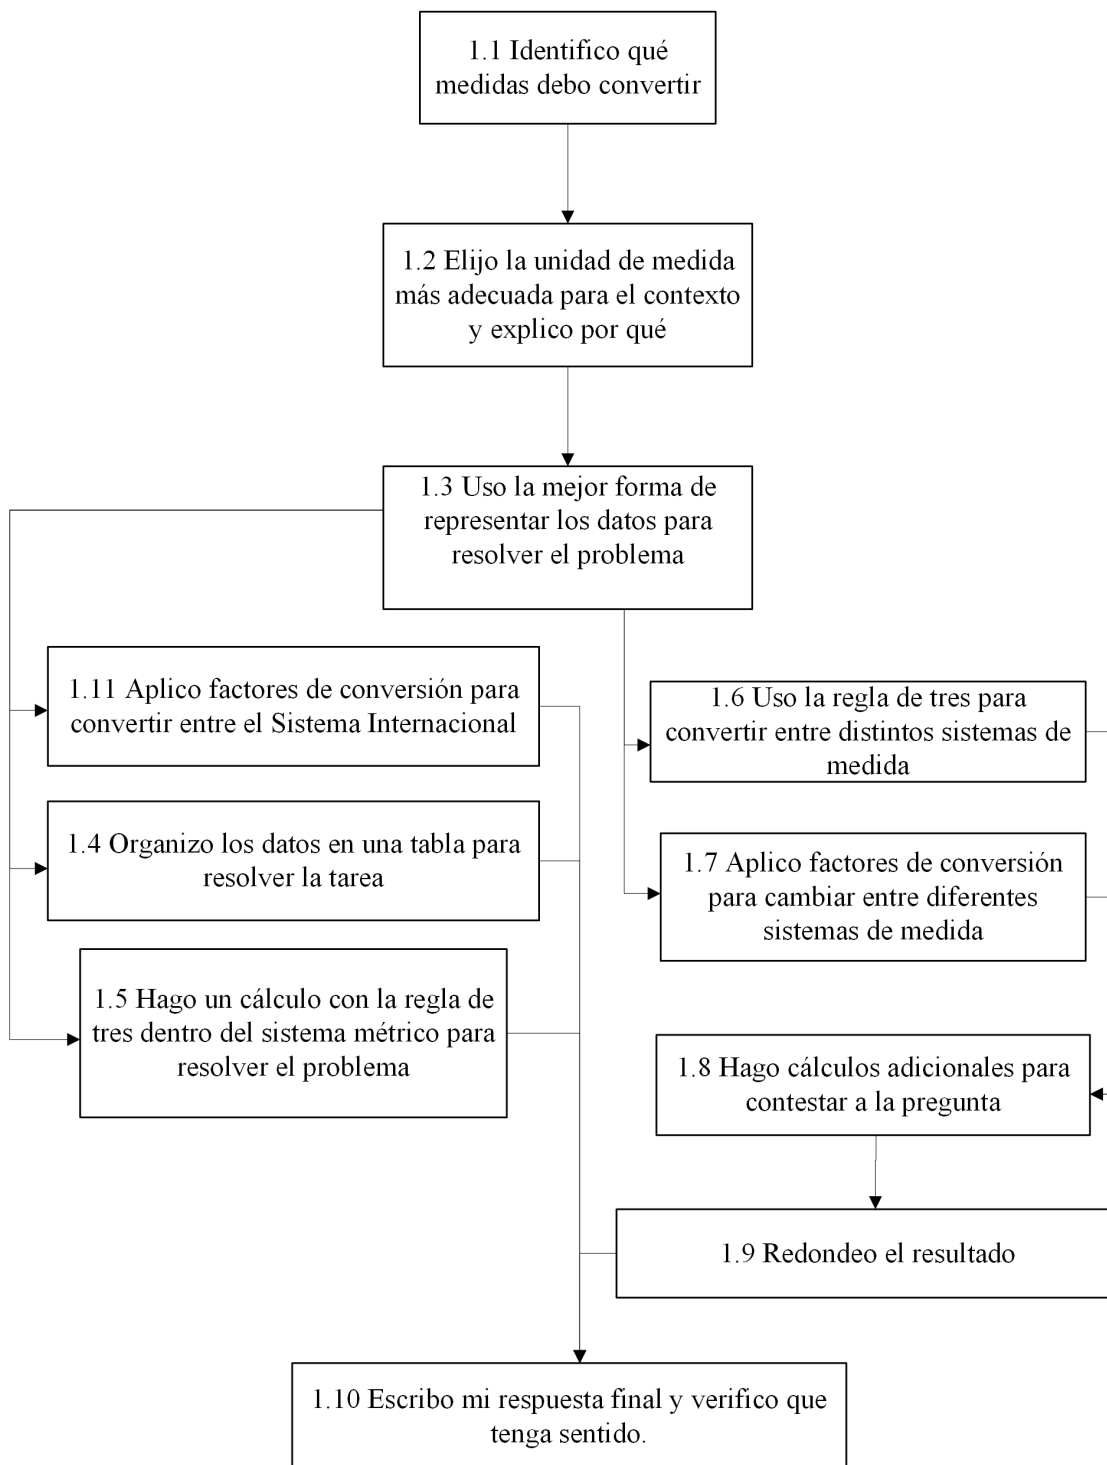 1.1 Identifico qué
medidas debo convertir
1.2 Elijo la unidad de medida
más adecuada para el contexto
y explico por qué
1.3 Uso la mejor forma de
representar los datos para
resolver el problema
1.11 Aplico factores de conversión para
convertir entre el Sistema Internacional
1.4 Organizo los datos en una tabla para
resolver la tarea
1.5 Hago un cálculo con la regla de
tres dentro del sistema métrico para
resolver el problema
1.6 Uso la regla de tres para
convertir entre distintos sistemas de
medida
1.7 Aplico factores de conversión
para cambiar entre diferentes
sistemas de medida
1.8 Hago cálculos adicionales para
contestar a la pregunta
1.9 Redondeo el resultado
1.10 Escribo mi respuesta final y verifico que
tenga sentido.